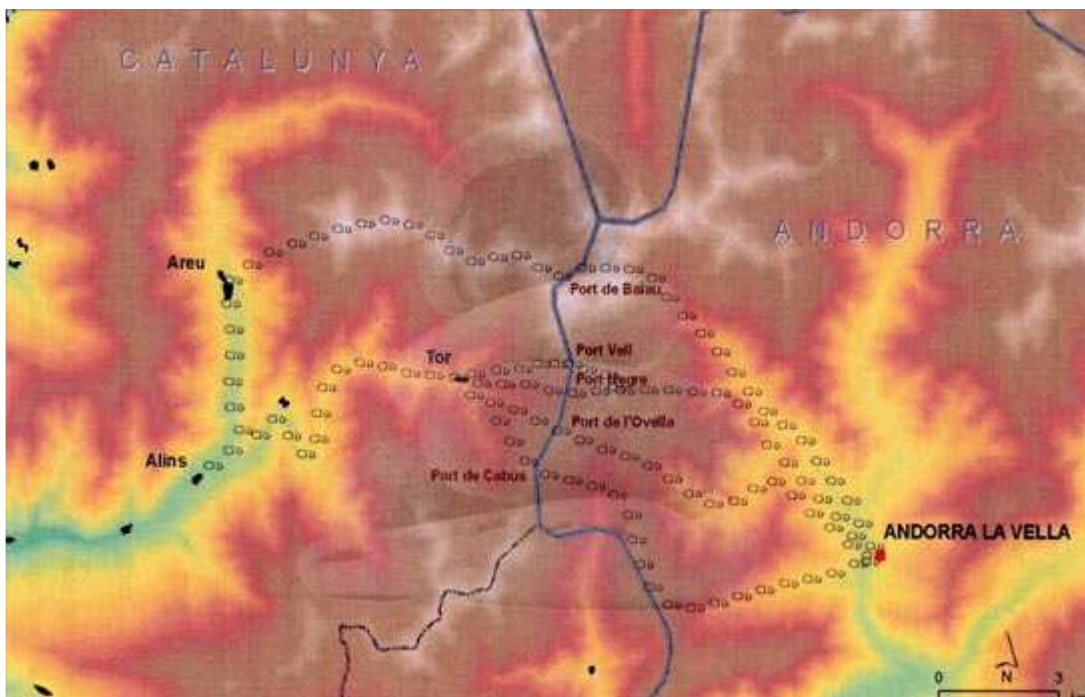 CATALUNYA
ANDORRA
Areu
Port de Baiau
Port Vell
Tor
Port Negre
Port de l'Ovella
Alins
Port de Cabus
ANDORRA LA VELLA
0 3
N